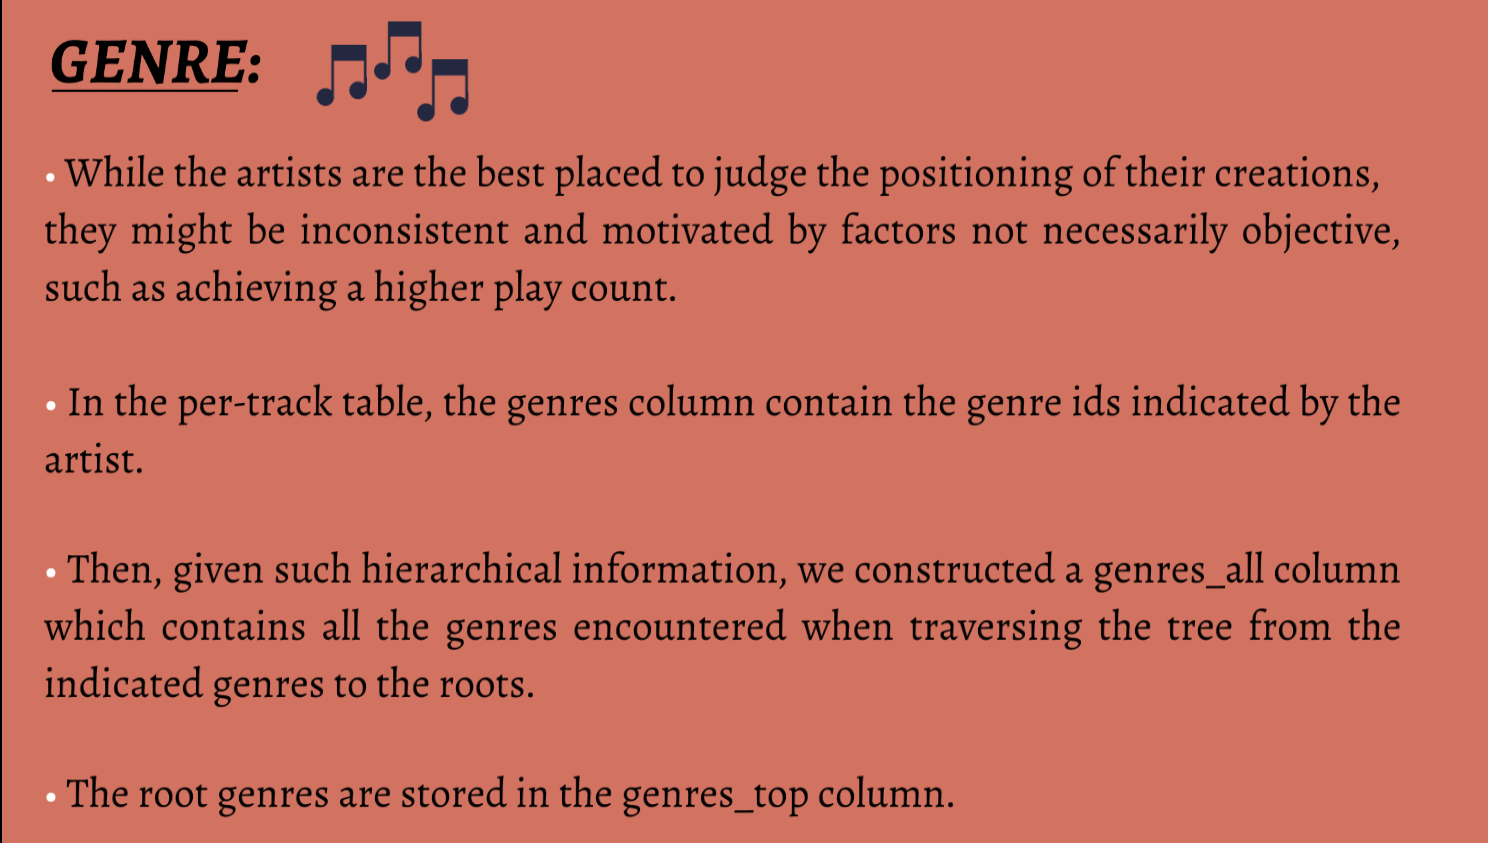 GENRE:
• While the artists are the best placed to judge the positioning of their creations,
they might be inconsistent and motivated by factors not necessarily objective,
such as achieving a higher play count.
• In the per-track table, the genres column contain the genre ids indicated by the
artist.
• Then, given such hierarchical information, we constructed a genres_all column
which contains all the genres encountered when traversing the tree from the
indicated genres to the roots.
• The root genres are stored in the genres_top column.